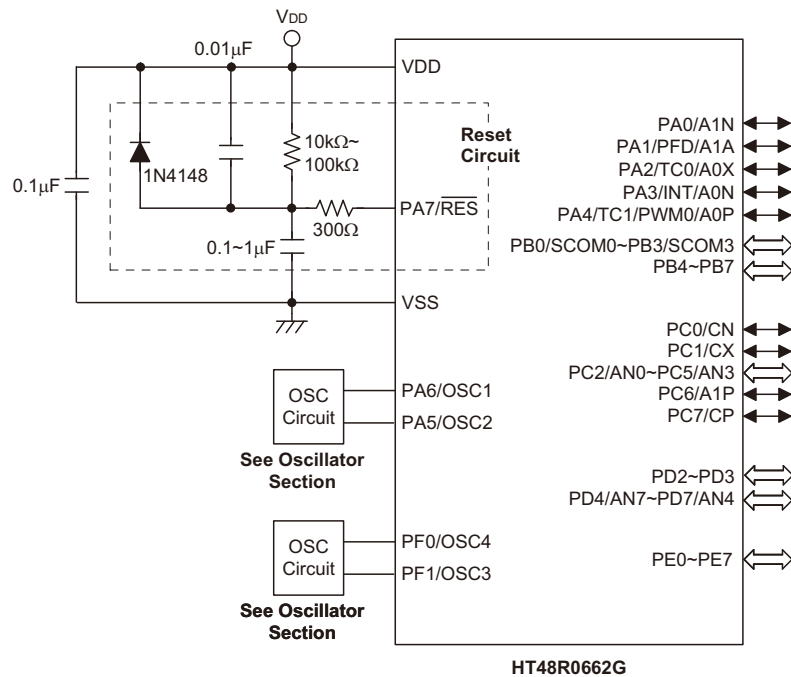 VDD
0.01μF
VDD
Reset
Circuit
10kΩ~
100kΩ
1N4148
0.1μF
PA7/RES
300Ω
0.1~1μF
VSS
OSC
Circuit
PA6/OSC1
PA5/OSC2
See Oscillator
Section
OSC
Circuit
PF0/OSC4
PF1/OSC3
See Oscillator
Section
PA0/A1N
PA1/PFD/A1A
PA2/TC0/A0X
PA3/INT/A0N
PA4/TC1/PWM0/A0P
PB0/SCOM0~PB3/SCOM3
PB4~PB7
PC0/CN
PC1/CX
PC2/AN0~PC5/AN3
PC6/A1P
PC7/CP
PD2~PD3
PD4/AN7~PD7/AN4
PE0~PE7
HT48R0662G